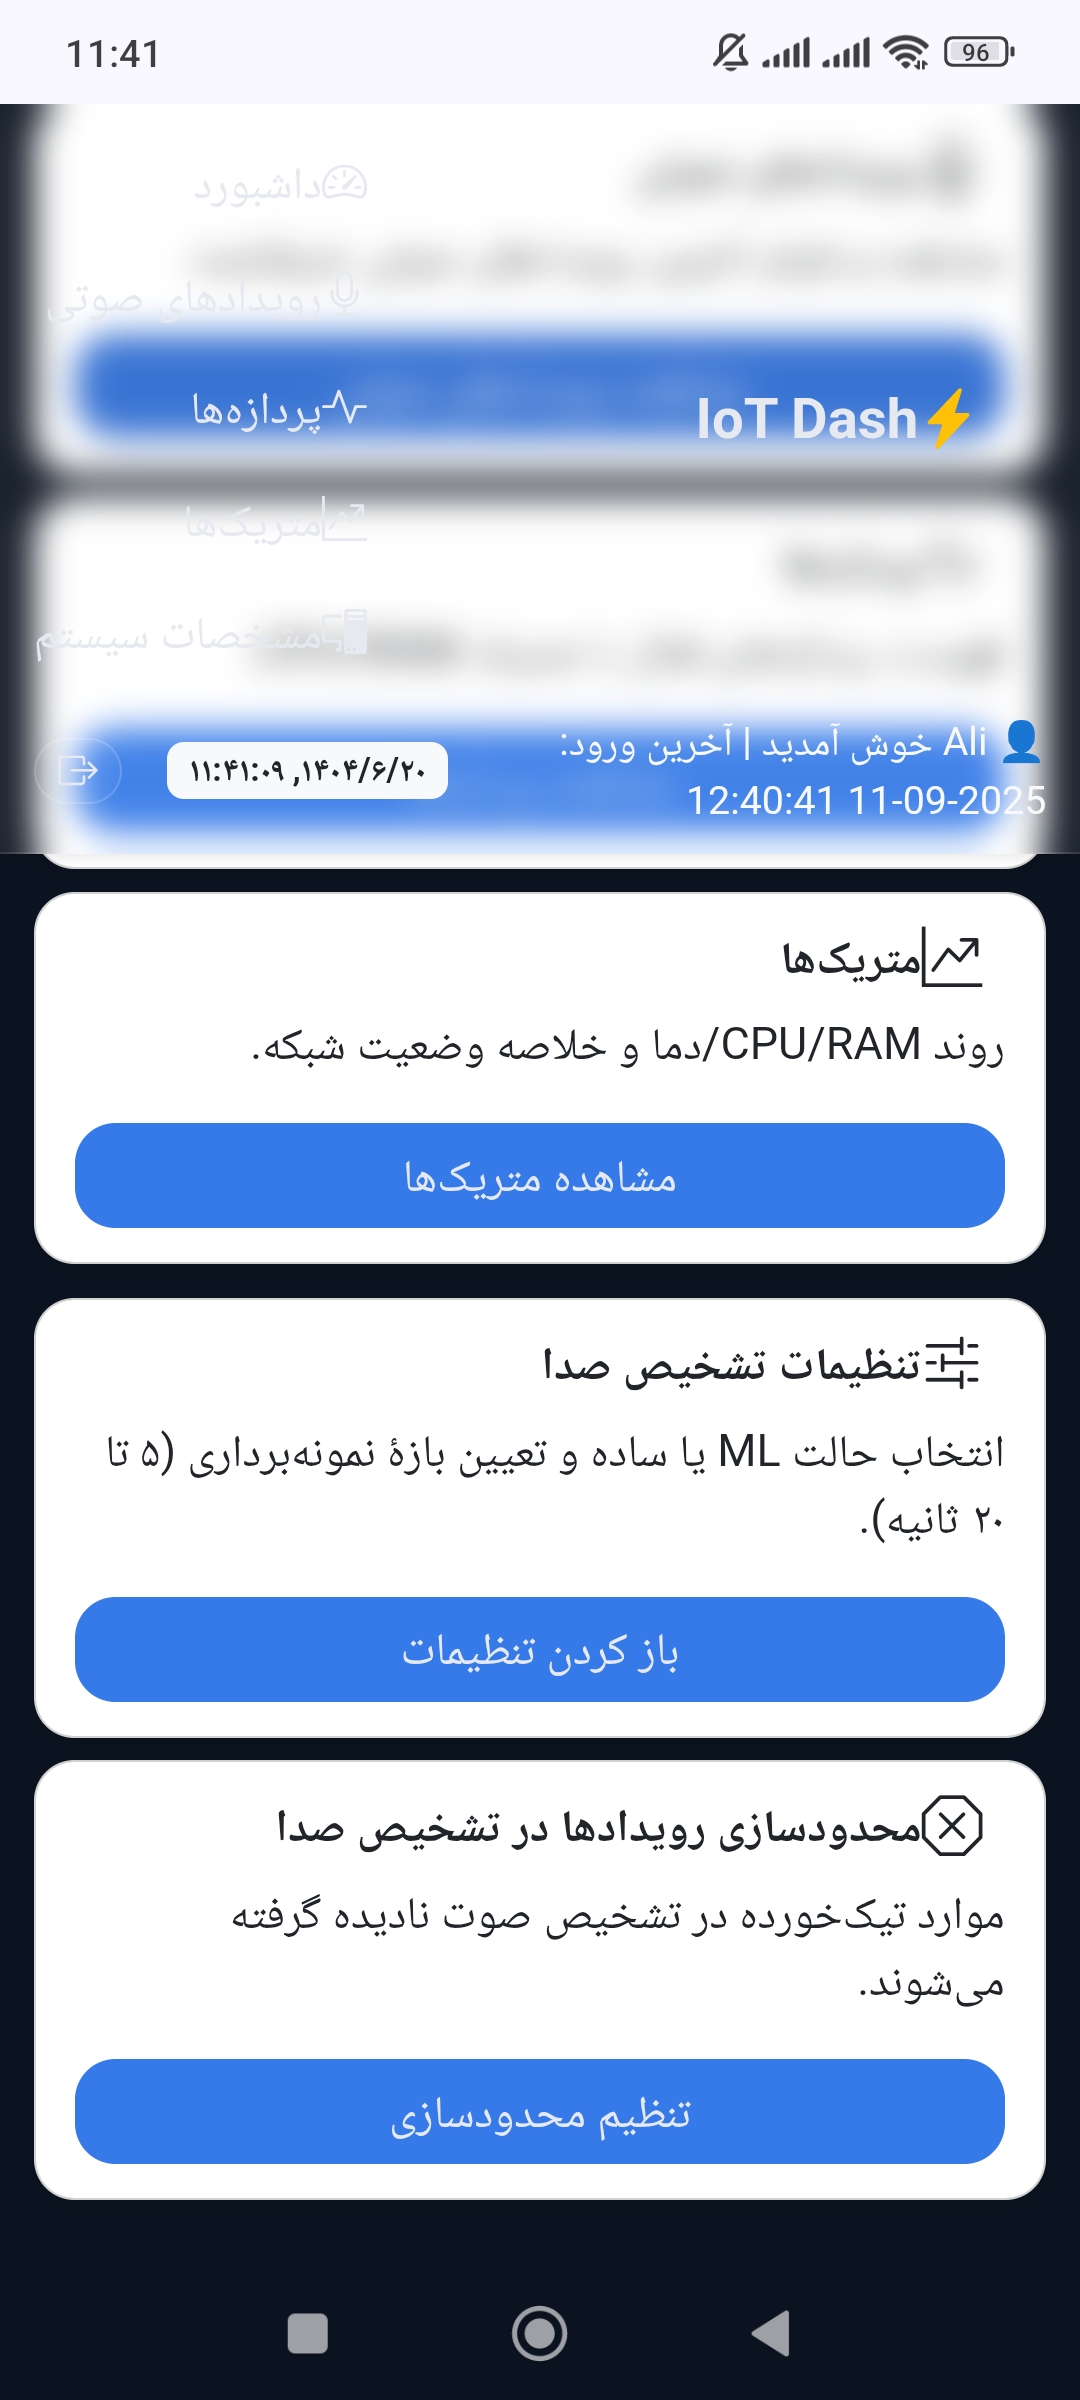 11:41
96
داشبورد
رویدادهای صوتی
پردازه‌ها
IoT Dash
متریک‌ها
مشخصات سیستم
Ali خوش آمدید | آخرین ورود:
12:40:41 11-09-2025
۱۴۰۴/۶/۲۰, ۱۱:۴۱:۰۹
متریک‌ها
روند CPU/RAM/دما و خلاصه وضعیت شبکه.
مشاهده متریک‌ها
تنظیمات تشخیص صدا
انتخاب حالت ML یا ساده و تعیین بازهٔ نمونه‌برداری (۵ تا
۲۰ ثانیه).
باز کردن تنظیمات
محدودسازی رویدادها در تشخیص صدا
موارد تیک‌خورده در تشخیص صوت نادیده گرفته
می‌شوند.
تنظیم محدودسازی